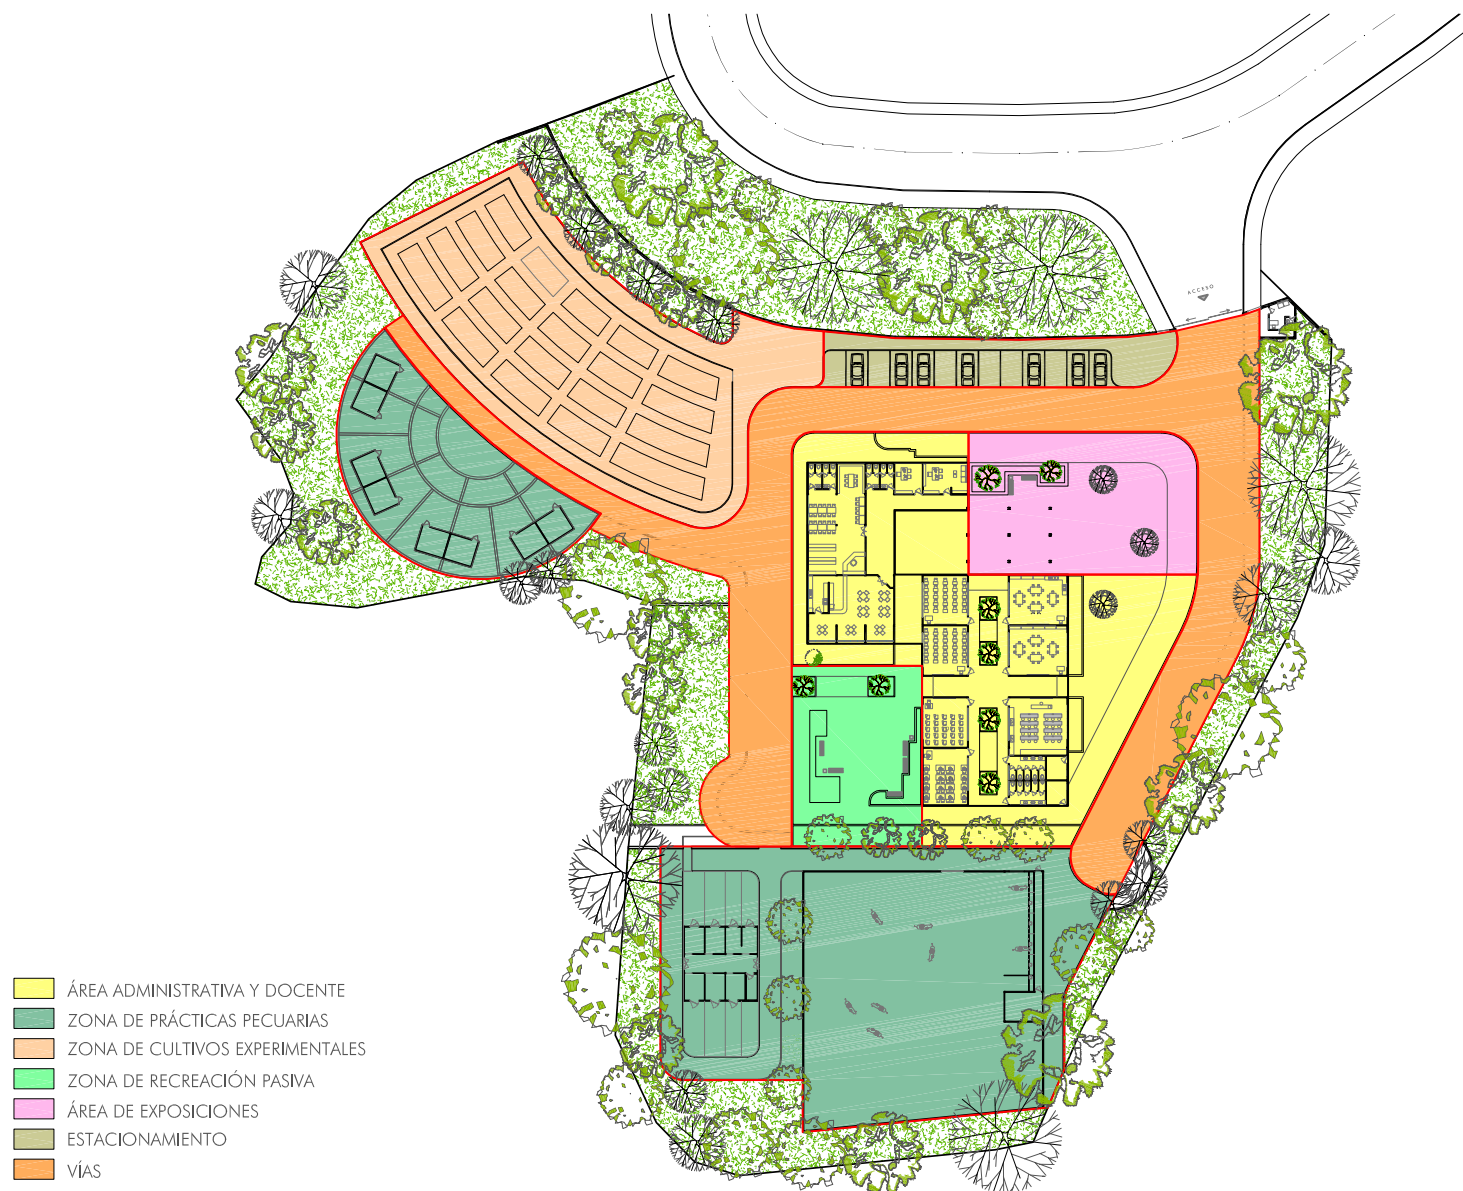 ACCESO
ÁREA ADMINISTRATIVA Y DOCENTE
ZONA DE PRÁCTICAS PECUARIAS
ZONA DE CULTIVOS EXPERIMENTALES
ZONA DE RECREACIÓN PASIVA
ÁREA DE EXPOSICIONES
ESTACIONAMIENTO
VÍAS